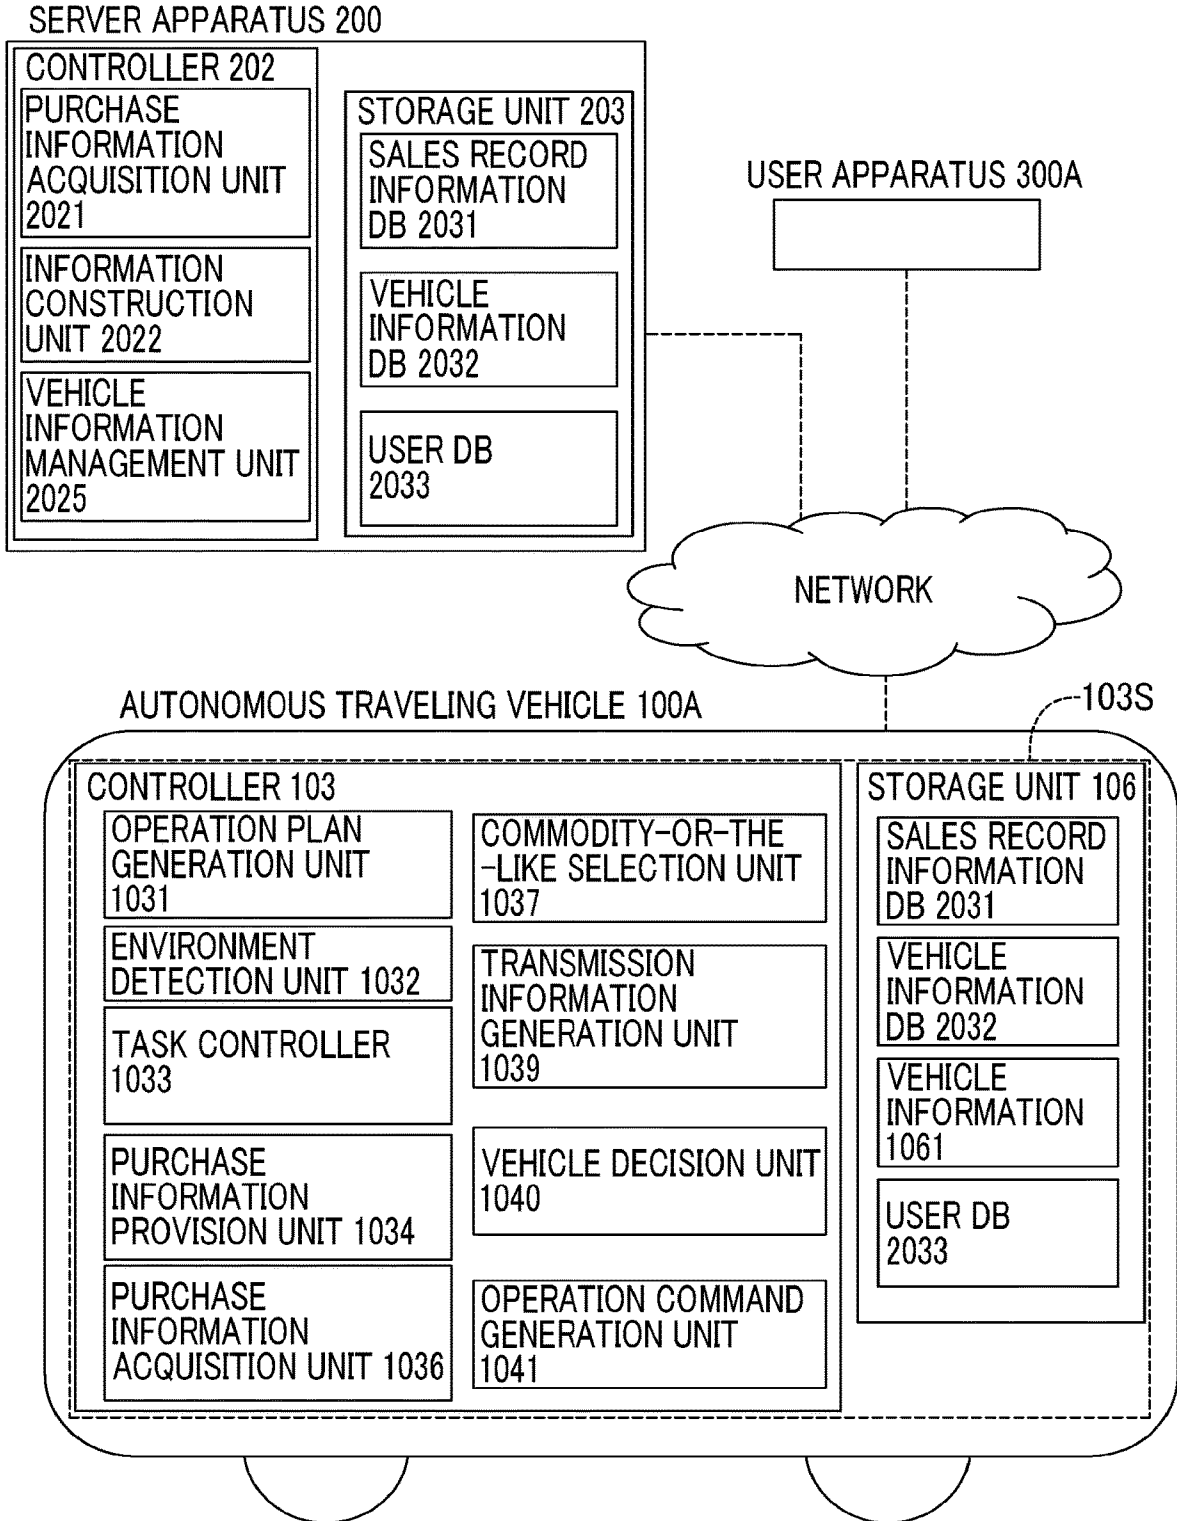 SERVER APPARATUS 200
CONTROLLER 202
PURCHASE
INFORMATION
ACQUISITION UNIT
2021
INFORMATION
CONSTRUCTION
UNIT 2022
VEHICLE
INFORMATION
MANAGEMENT UNIT
2025
STORAGE UNIT 203
SALES RECORD
INFORMATION
DB 2031
VEHICLE
INFORMATION
DB 2032
USER DB
2033
USER APPARATUS 300A
NETWORK
AUTONOMOUS TRAVELING VEHICLE 100A
103S
CONTROLLER 103
OPERATION PLAN
GENERATION UNIT
1031
ENVIRONMENT
DETECTION UNIT 1032
TASK CONTROLLER
1033
PURCHASE
INFORMATION
PROVISION UNIT 1034
PURCHASE
INFORMATION
ACQUISITION UNIT 1036
COMMODITY-OR-THE
-LIKE SELECTION UNIT
1037
TRANSMISSION
INFORMATION
GENERATION UNIT
1039
VEHICLE DECISION UNIT
1040
OPERATION COMMAND
GENERATION UNIT
1041
STORAGE UNIT 106
SALES RECORD
INFORMATION
DB 2031
VEHICLE
INFORMATION
DB 2032
VEHICLE
INFORMATION
1061
USER DB
2033